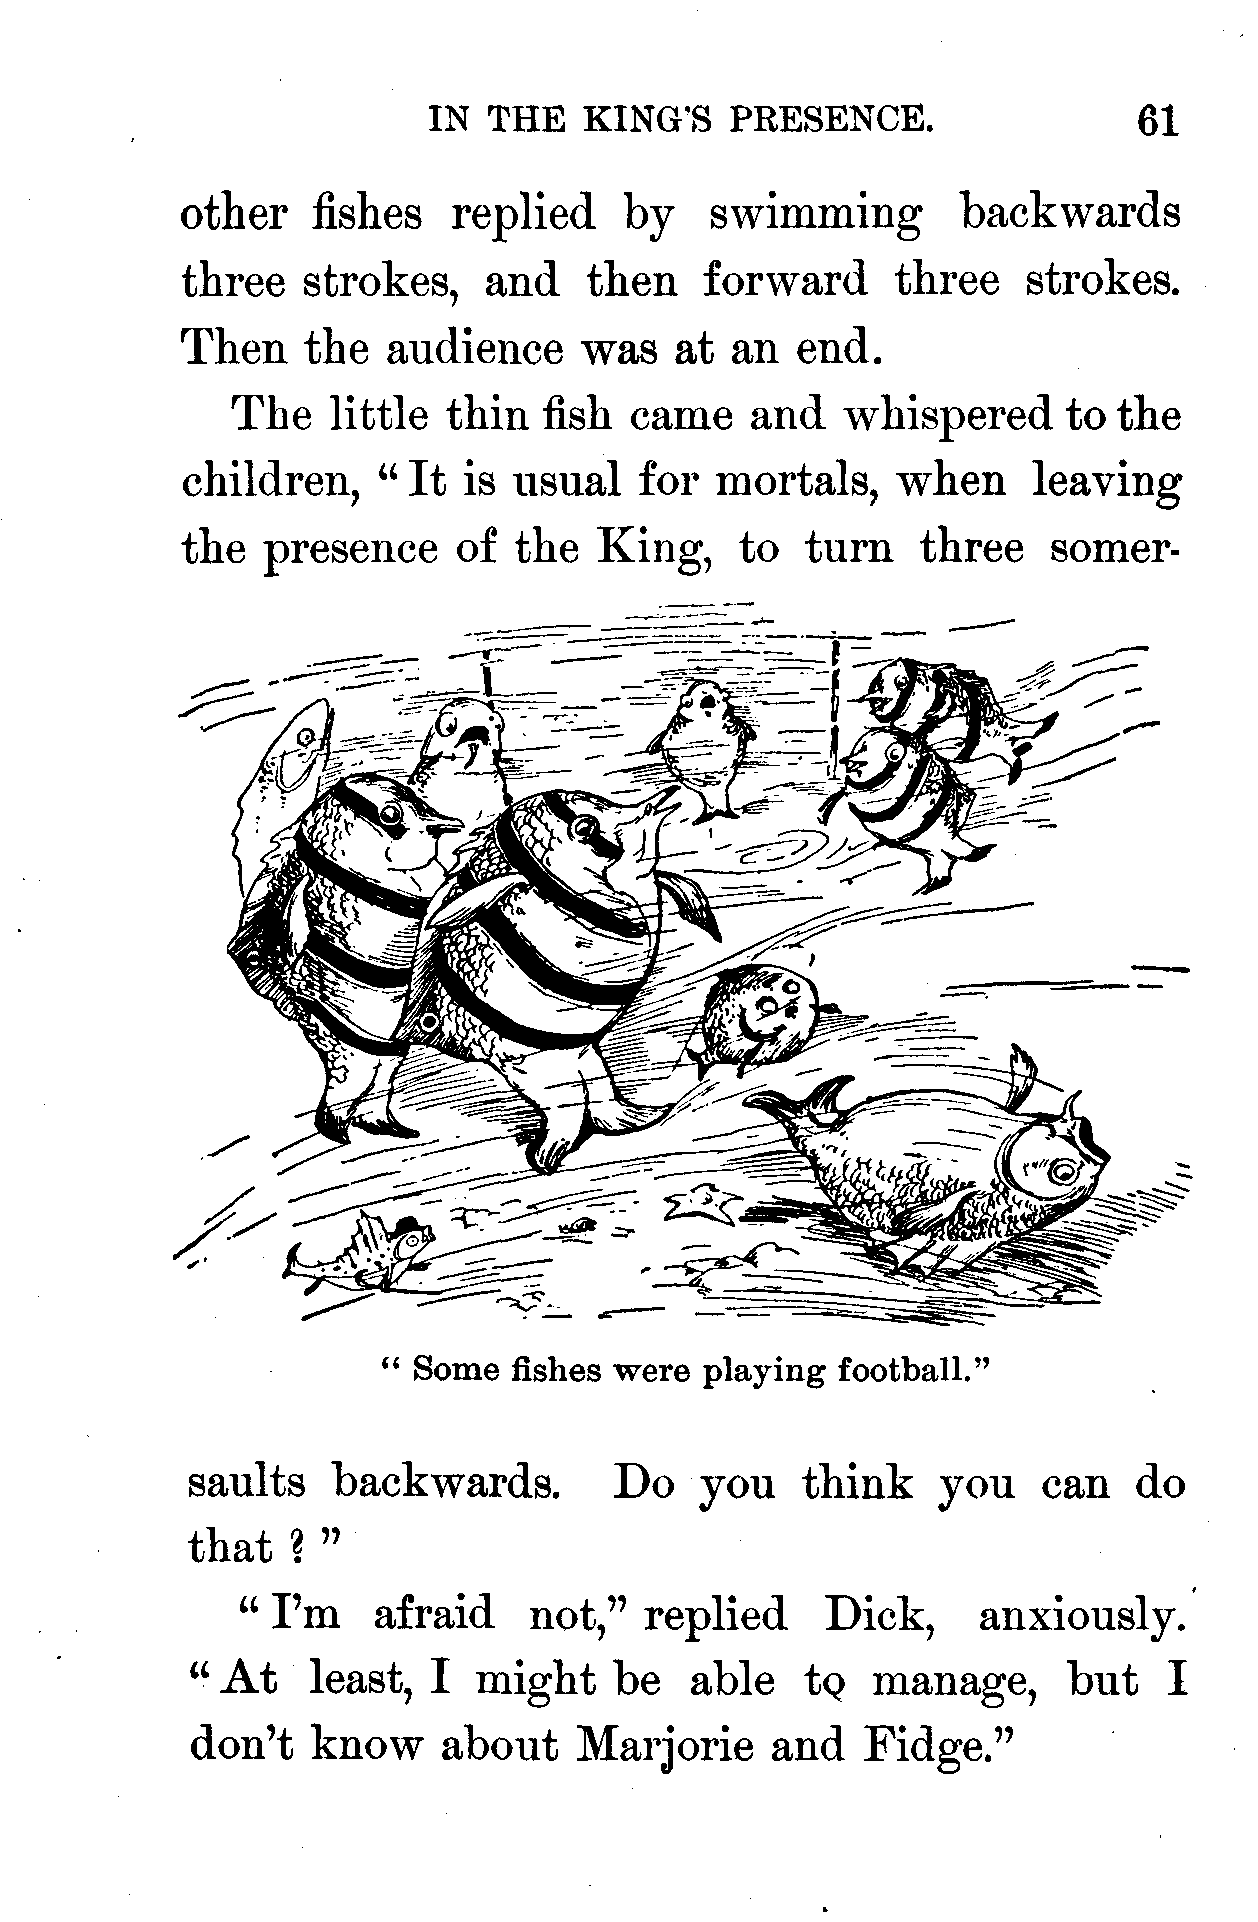 IN THE KING'S PRESENCE. 61
other fishes replied by swimming backwards
three strokes, and then forward three strokes.
Then the audience was at an end.
The little thin fish came and whispered to the
children, “It is usual for mortals, when leaving
the presence of the King, to turn three somer-
“Some fishes were playing football.”
saults backwards. Do you think you can do
that?”
“I'm afraid not,” replied Dick, anxiously.
“At least, I might be able to manage, but I
don't know about Marjorie and Fidge.”